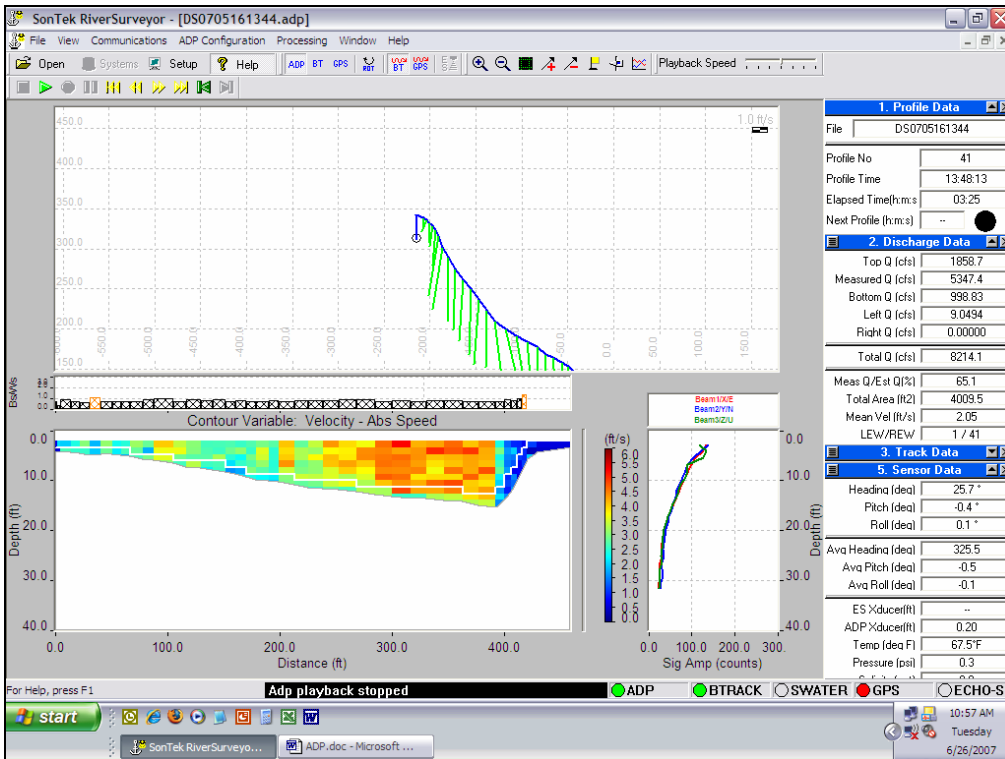 SonTek RiverSurveyor - [DS0705161344.adp]
File View Communications ADP Configuration Processing Window Help
Open Systems Setup Help ADP BT GPS BT GPS Playback Speed
450.0
400.0
350.0
300.0
250.0
200.0
150.0
-5500.0 -5000.0 -4500.0 -4000.0 -3500.0 -3000.0 -2500.0 -2000.0 -500.0 0.0 50.0 100.0 150.0
1.0 ft/s
1.0
0.0
Contour Variable: Velocity - Abs Speed
0.0
10.0
20.0
30.0
40.0
Depth (ft)
0.0 100.0 200.0 300.0 400.0
Distance (ft)
(ft/s)
6.0
5.5
5.0
4.5
4.0
3.5
3.0
2.5
2.0
1.5
1.0
0.5
0.0
Beam1/X/E
Beam2/Y/N
Beam3/Z/U
0.0
10.0
20.0
30.0
40.0
Depth (ft)
0.0 100.0 200.0 300.
Sig Amp (counts)
1. Profile Data
File DS0705161344
Profile No 41
Profile Time 13:48:13
Elapsed Time(h:m:s 03:25
Next Profile (h:m:s) --
2. Discharge Data
Top Q (cfs) 1858.7
Measured Q (cfs) 5347.4
Bottom Q (cfs) 998.83
Left Q (cfs) 9.0494
Right Q (cfs) 0.00000
Total Q (cfs) 8214.1
Meas Q/Est Q(%) 65.1
Total Area (ft2) 4009.5
Mean Vel (ft/s) 2.05
LEW/REW 1 / 41
3. Track Data
5. Sensor Data
Heading (deg) 25.7 °
Pitch (deg) -0.4 °
Roll (deg) 0.1 °
Avg Heading (deg) 325.5
Avg Pitch (deg) -0.5
Avg Roll (deg) -0.1
ES Xducer(ft) --
ADP Xducer(ft) 0.20
Temp (deg F) 67.5°F
Pressure (psi) 0.3
For Help, press F1
Adp playback stopped
ADP BTRACK SWATER GPS ECHO-S
start
SonTek RiverSurveyo...
ADP.doc - Microsoft ...
10:57 AM
Tuesday
6/26/2007